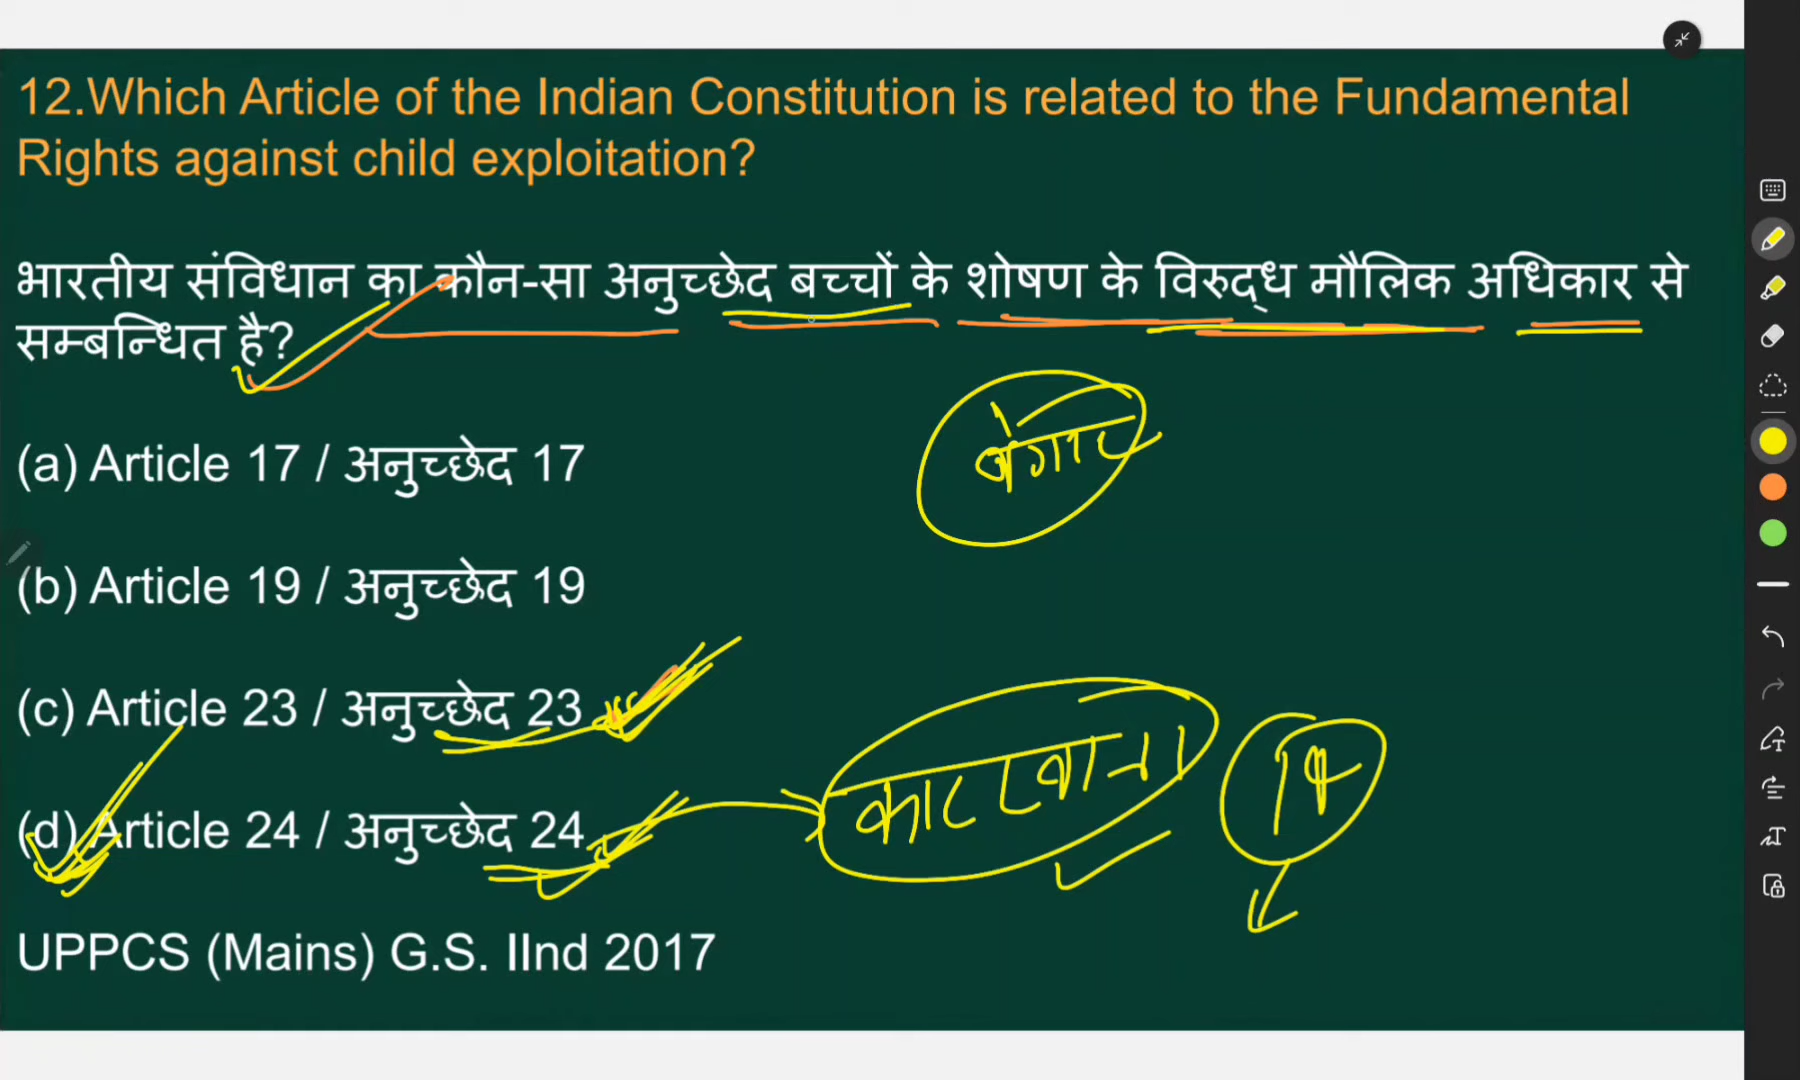 12.Which Article of the Indian Constitution is related to the Fundamental
Rights against child exploitation?
भारतीय संविधान का कौन-सा अनुच्छेद बच्चों के शोषण के विरुद्ध मौलिक अधिकार से
सम्बन्धित है?
बेगार
(a) Article 17 / अनुच्छेद 17
(b) Article 19 / अनुच्छेद 19
(c) Article 23 / अनुच्छेद 23
(d) Article 24 / अनुच्छेद 24
कारखाना
UPPCS (Mains) G.S. IInd 2017